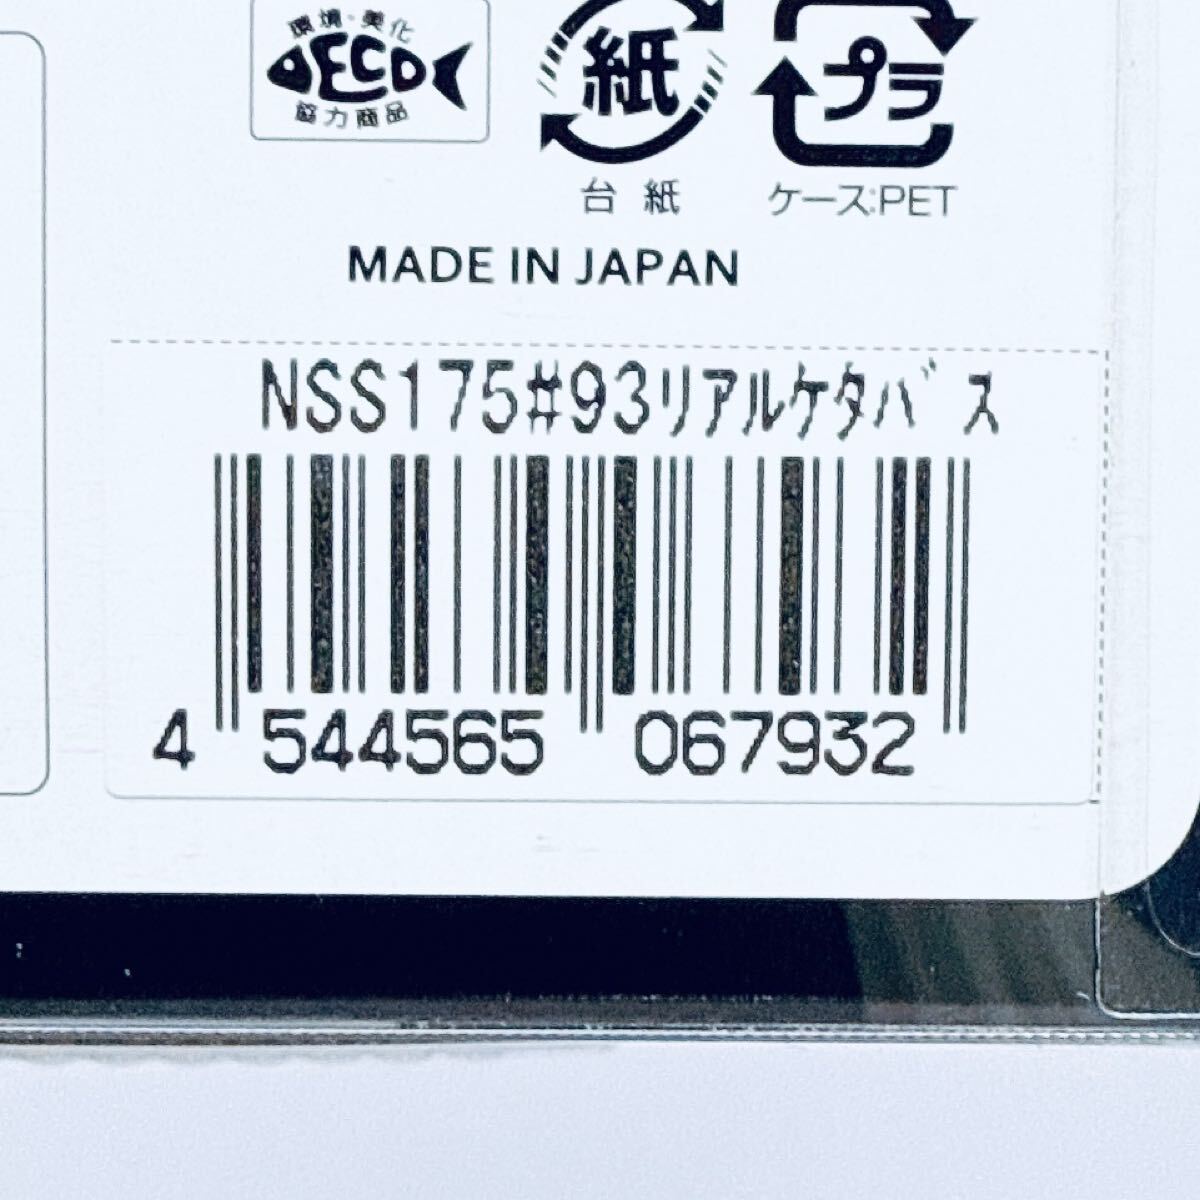 環境・美化
ECO
協力商品
紙
台紙
プラ
ケース:PET
MADE IN JAPAN
NSS175#93リアルケタバス
4 544565 067932